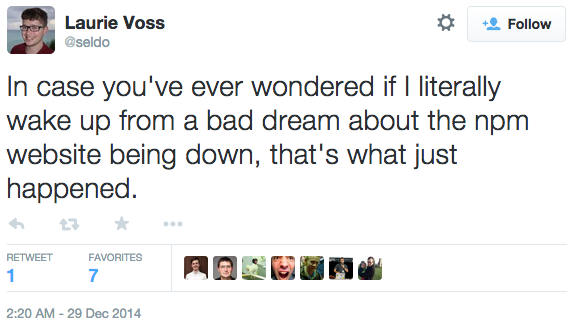 Laurie Voss
@seldo
Follow
In case you've ever wondered if I literally
wake up from a bad dream about the npm
website being down, that's what just
happened.
RETWEET
1
FAVORITES
7
2:20 AM - 29 Dec 2014